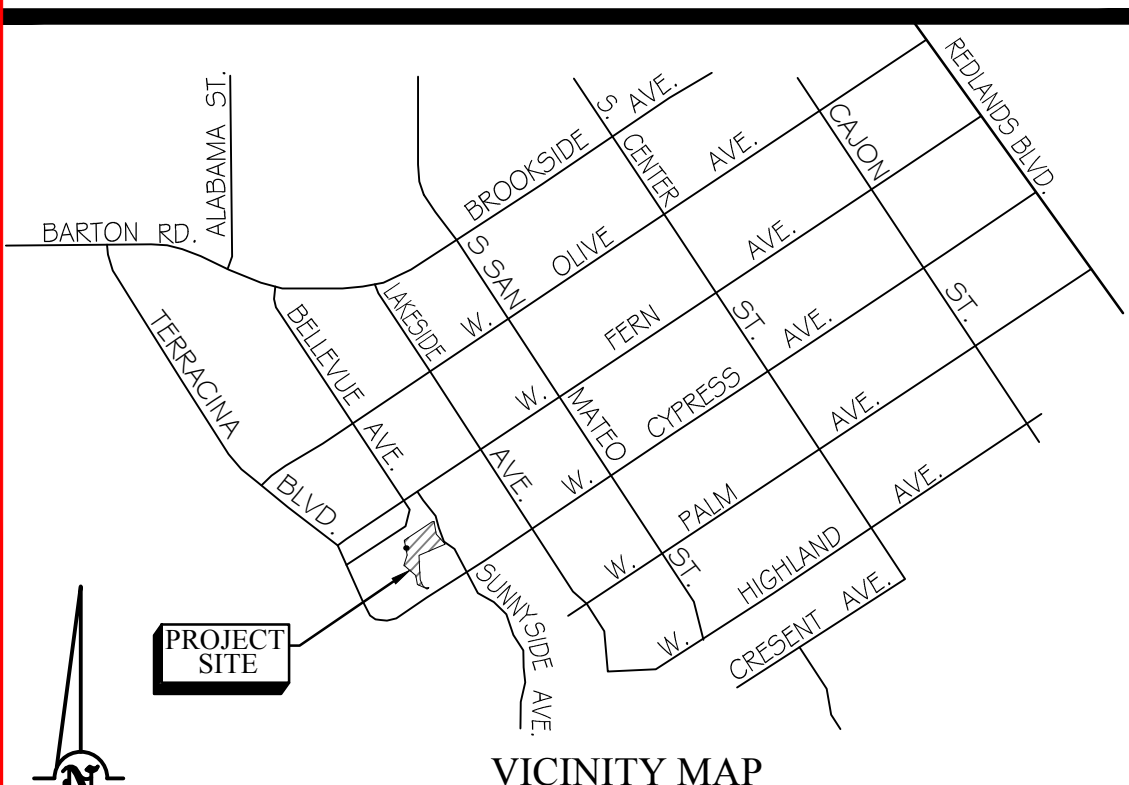 BARTON RD.
ALABAMA ST.
BROOKSIDE AVE.
S. CENTER ST.
CAJON ST.
REDLANDS BLVD.
S SAN MATEO ST.
W. OLIVE AVE.
W. FERN AVE.
W. CYPRESS AVE.
W. PALM AVE.
W. HIGHLAND AVE.
CRESENT AVE.
TERRACINA BLVD.
BELLEVUE AVE.
LAKESIDE AVE.
SUNNYSIDE AVE.
PROJECT
SITE
N
VICINITY MAP